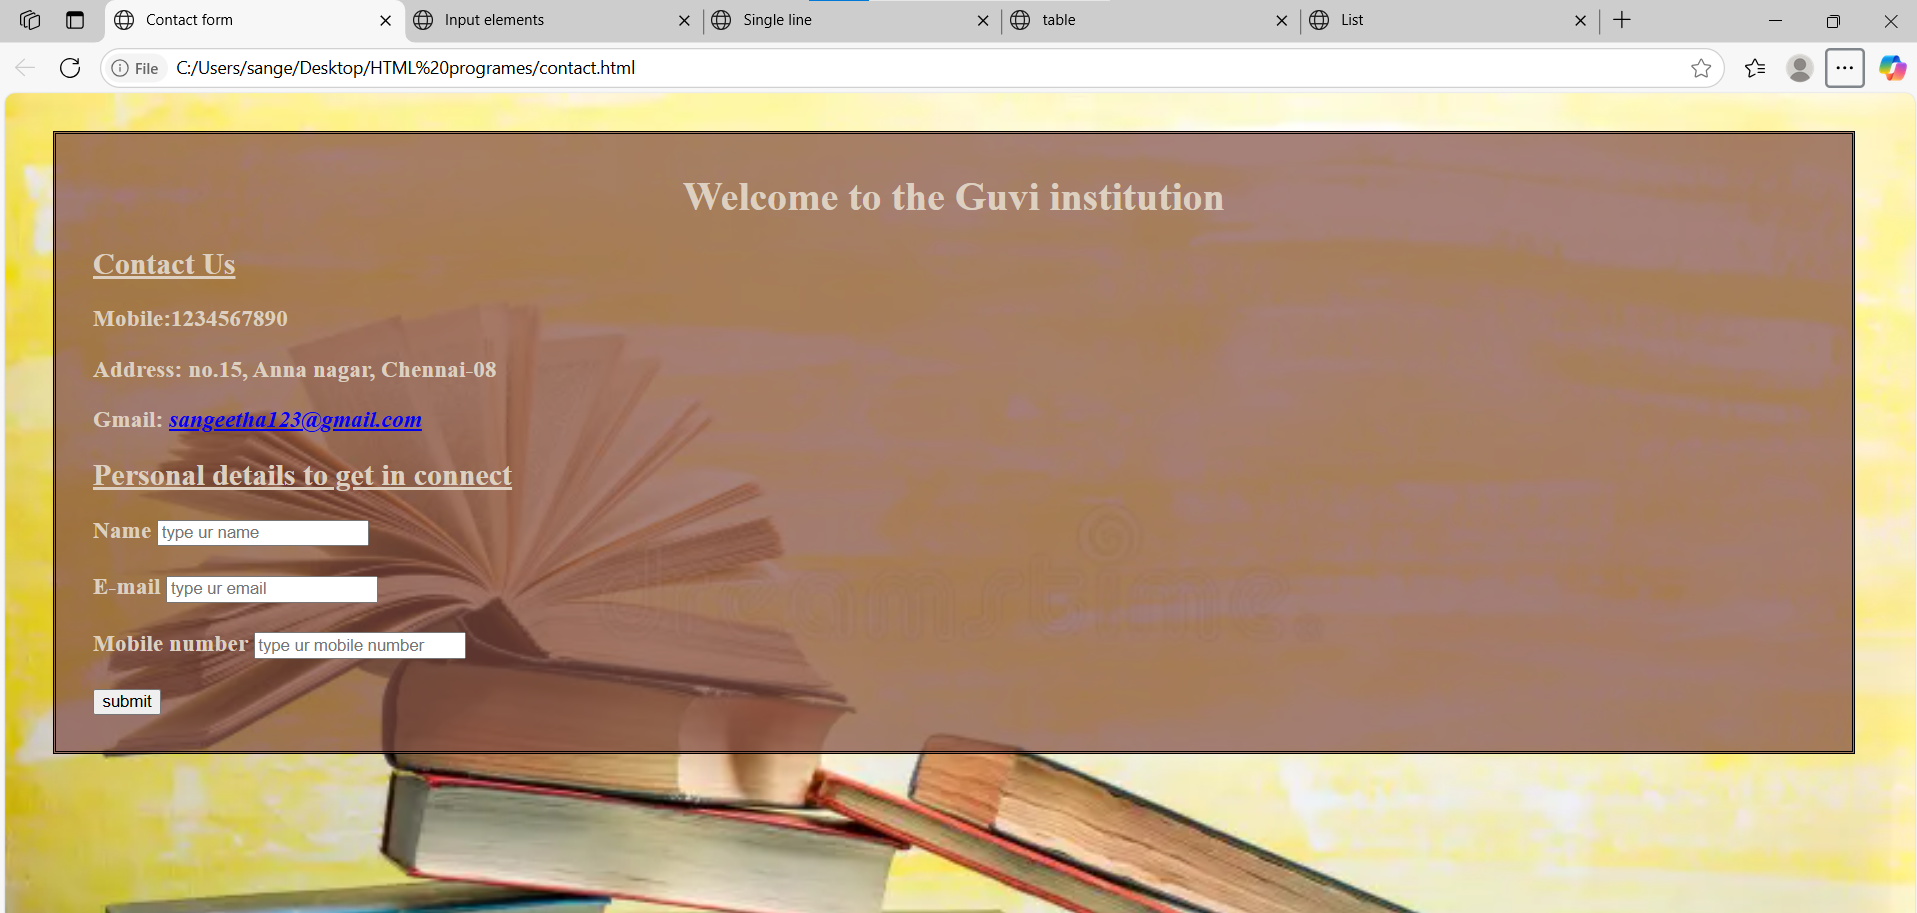 Contact form
Input elements
Single line
table
List
File
C:/Users/sange/Desktop/HTML%20programes/contact.html
Welcome to the Guvi institution
Contact Us
Mobile:1234567890
Address: no.15, Anna nagar, Chennai-08
Gmail: sangeetha123@gmail.com
Personal details to get in connect
Name type ur name
E-mail type ur email
Mobile number type ur mobile number
submit
dreamstime